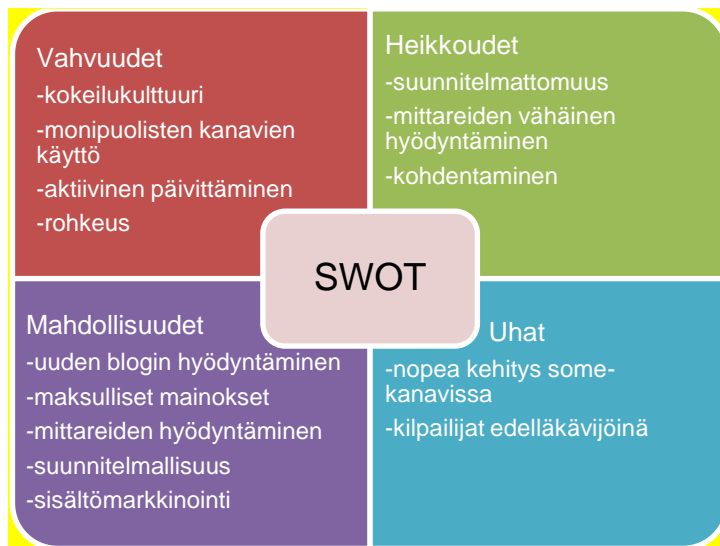 Vahvuudet
-kokeilukulttuuri
-monipuolisten kanavien
käyttö
-aktiivinen päivittäminen
-rohkeus
Heikkoudet
-suunnitelmattomuus
-mittareiden vähäinen
hyödyntäminen
-kohdentaminen
SWOT
Mahdollisuudet
-uuden blogin hyödyntäminen
-maksulliset mainokset
-mittareiden hyödyntäminen
-suunnitelmallisuus
-sisältömarkkinointi
Uhat
-nopea kehitys some-
kanavissa
-kilpailijat edelläkävijöinä